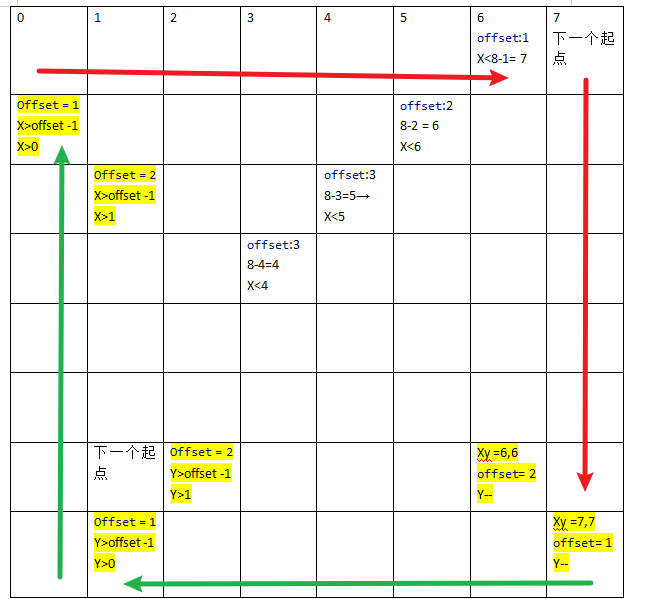 0
1
2
3
4
5
6
offset:1
X<8-1= 7
7
下一个起
点
Offset = 1
X>offset -1
X>0
offset:2
8-2 = 6
X<6
Offset = 2
X>offset -1
X>1
offset:3
8-3=5→
X<5
offset:3
8-4=4
X<4
下一个起
点
Offset = 2
Y>offset -1
Y>1
Xy =6,6
offset= 2
Y--
Offset = 1
Y>offset -1
Y>0
Xy =7,7
offset= 1
Y--